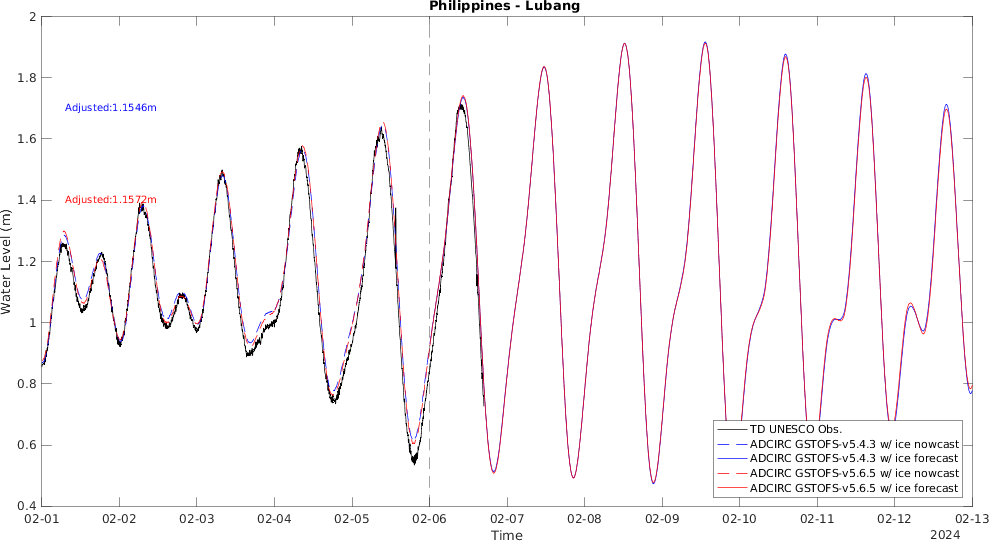 Philippines - Lubang
2
1.8
1.6
1.4
1.2
1
0.8
0.6
0.4
Water Level (m)
Adjusted:1.1546m
Adjusted:1.1572m
TD UNESCO Obs.
ADCIRC GSTOFS-v5.4.3 w/ ice nowcast
ADCIRC GSTOFS-v5.4.3 w/ ice forecast
ADCIRC GSTOFS-v5.6.5 w/ ice nowcast
ADCIRC GSTOFS-v5.6.5 w/ ice forecast
02-01 02-02 02-03 02-04 02-05 02-06 02-07 02-08 02-09 02-10 02-11 02-12 02-13
Time
2024